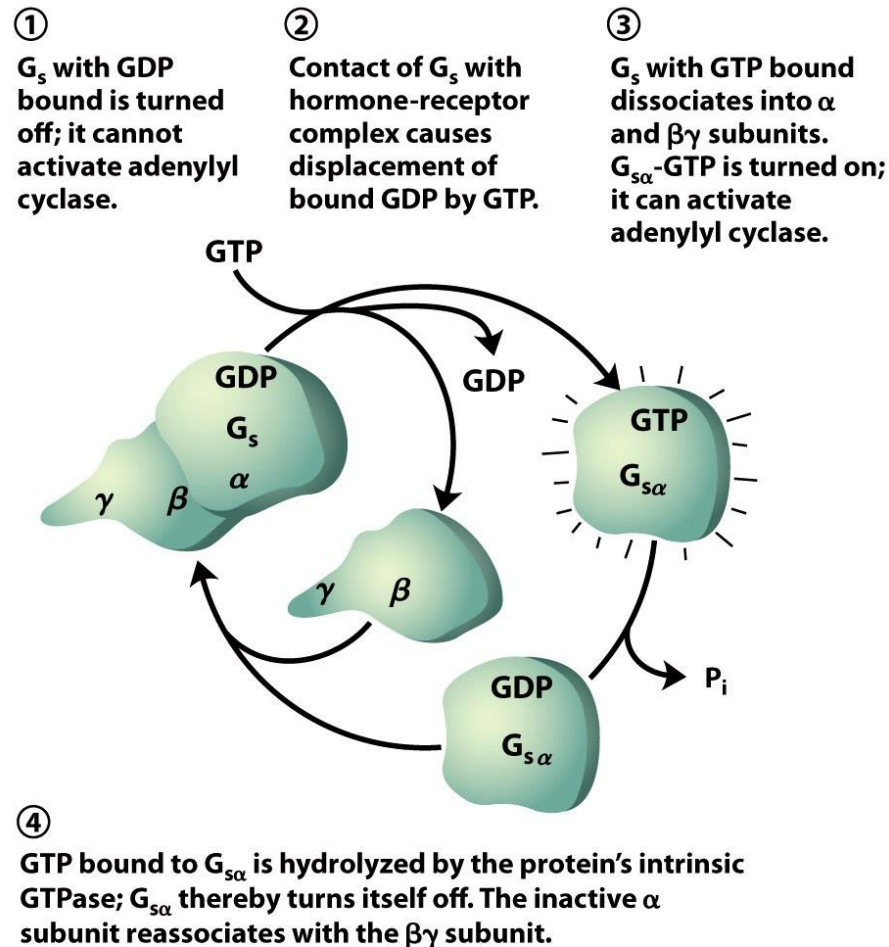 ①
Gₛ with GDP
bound is turned
off; it cannot
activate adenylyl
cyclase.
②
Contact of Gₛ with
hormone-receptor
complex causes
displacement of
bound GDP by GTP.
③
Gₛ with GTP bound
dissociates into α
and βγ subunits.
Gₛα-GTP is turned on;
it can activate
adenylyl cyclase.
GTP
GDP
Gₛ
α
γ
β
GDP
GTP
Gₛα
γ
β
GDP
Gₛα
Pᵢ
④
GTP bound to Gₛα is hydrolyzed by the protein’s intrinsic
GTPase; Gₛα thereby turns itself off. The inactive α
subunit reassociates with the βγ subunit.